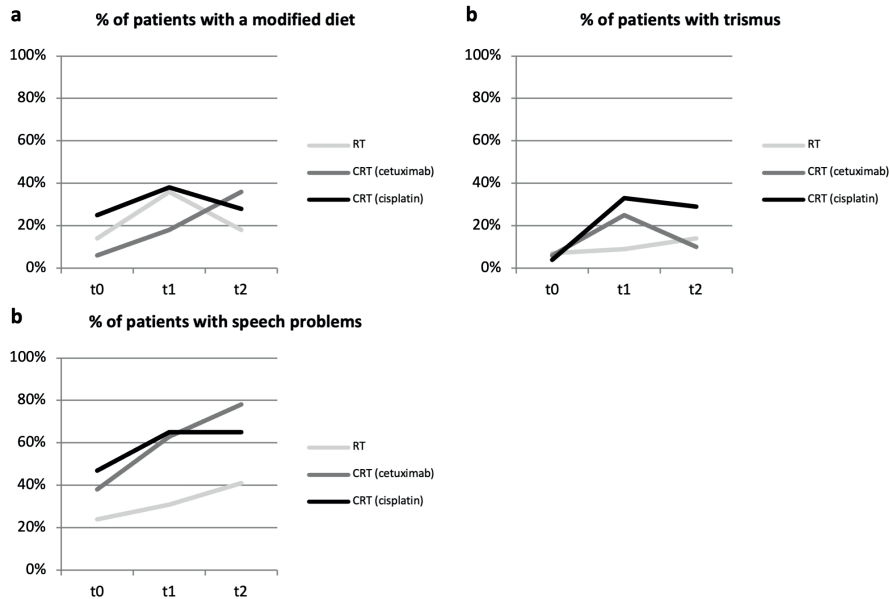 a
% of patients with a modified diet
100%
80%
60%
40%
20%
0%
t0 t1 t2
RT
CRT (cetuximab)
CRT (cisplatin)
b
% of patients with trismus
100%
80%
60%
40%
20%
0%
t0 t1 t2
RT
CRT (cetuximab)
CRT (cisplatin)
b
% of patients with speech problems
100%
80%
60%
40%
20%
0%
t0 t1 t2
RT
CRT (cetuximab)
CRT (cisplatin)